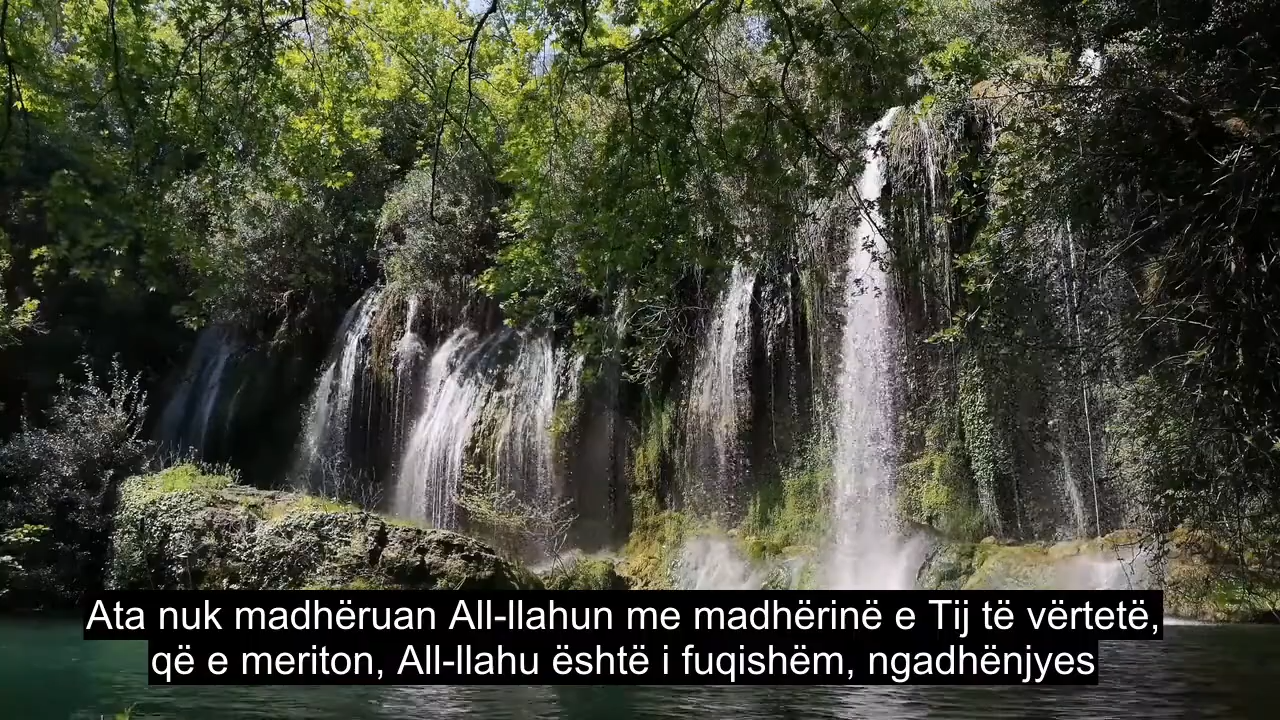 Ata nuk madhëruan All-llahun me madhërinë e Tij të vërtetë,
që e meriton, All-llahu është i fuqishëm, ngadhënjyes